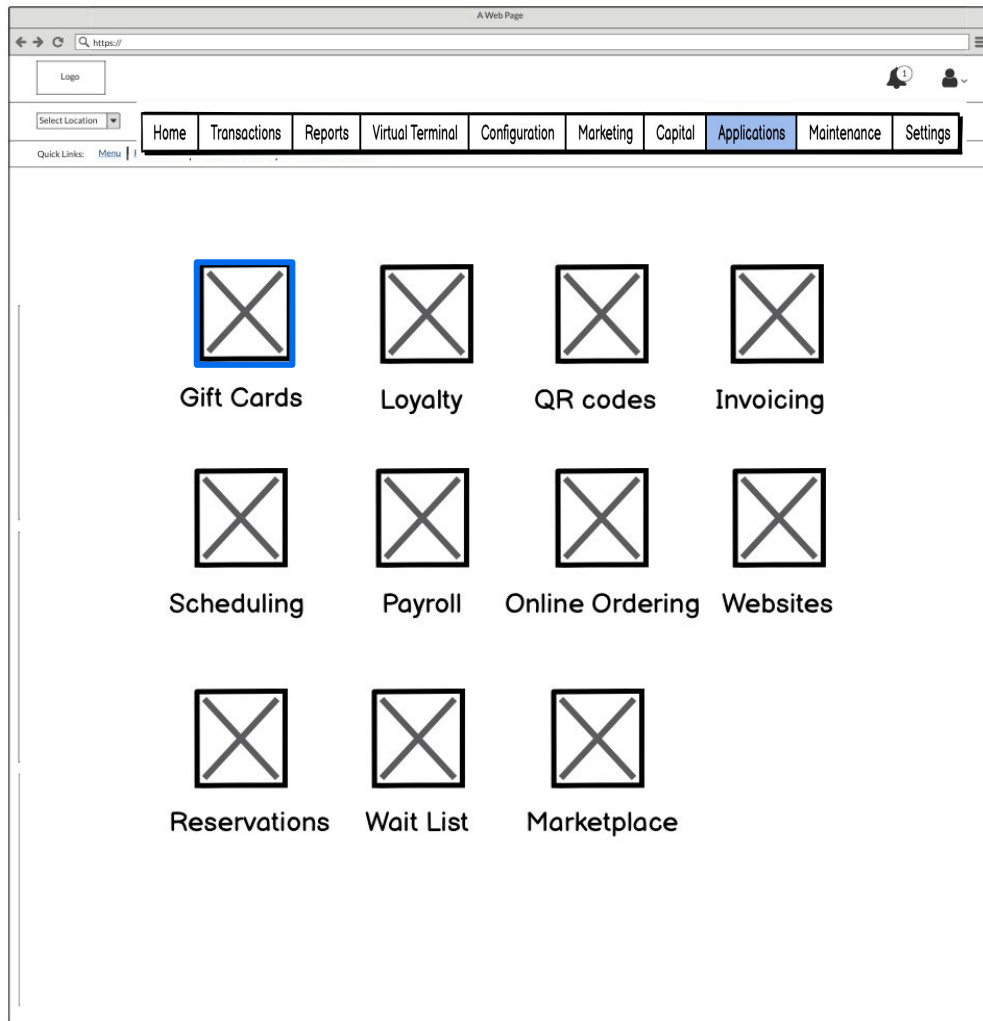 A Web Page
https://
Logo
1
Select Location
Home Transactions Reports Virtual Terminal Configuration Marketing Capital Applications Maintenance Settings
Quick Links: Menu
Gift Cards Loyalty QR codes Invoicing
Scheduling Payroll Online Ordering Websites
Reservations Wait List Marketplace